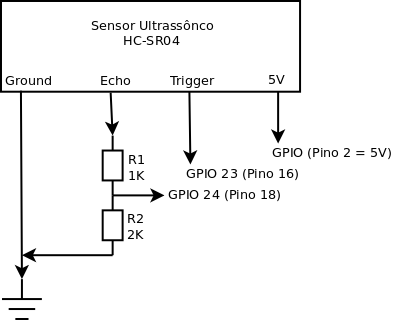 Sensor Ultrassônco
HC-SR04
Ground Echo Trigger 5V
GPIO (Pino 2 = 5V)
R1
1K
GPIO 23 (Pino 16)
GPIO 24 (Pino 18)
R2
2K